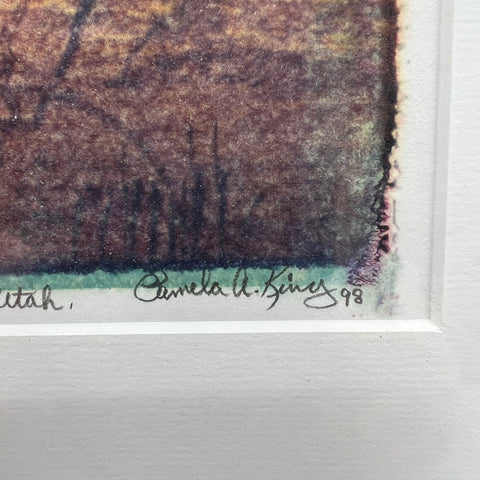 Utah, Pamela A. King 98